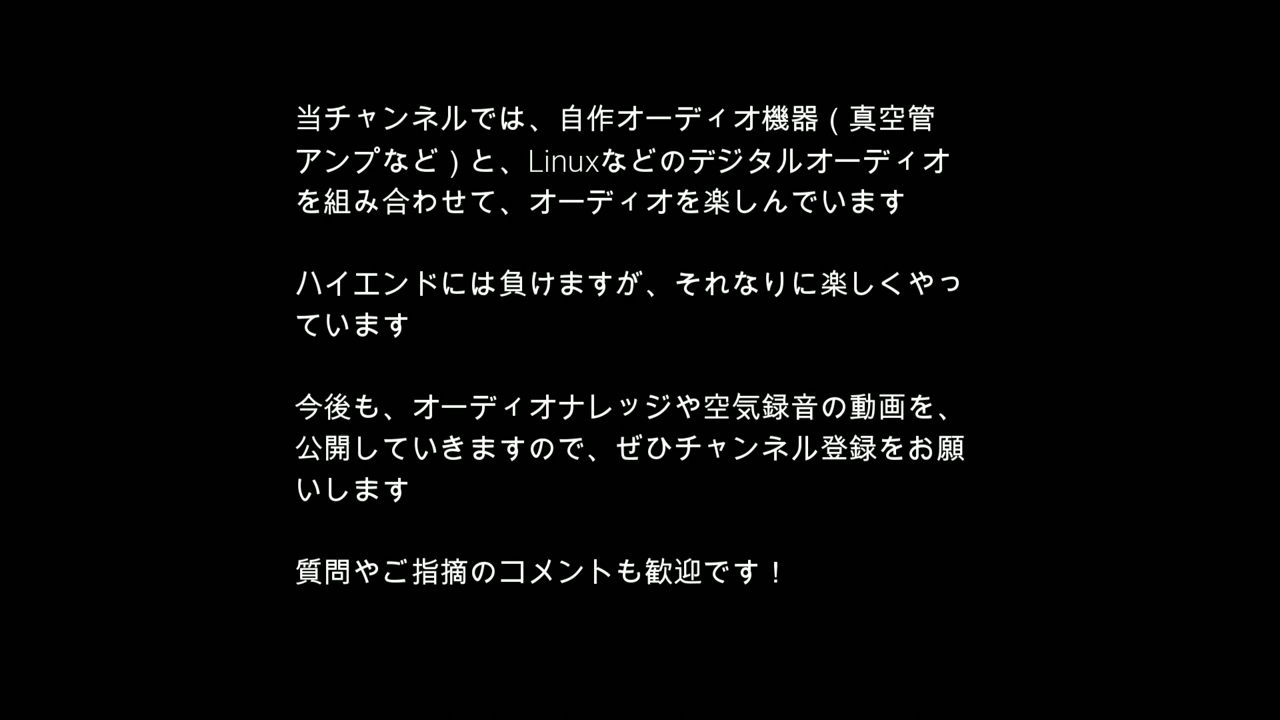 当チャンネルでは、自作オーディオ機器（真空管
アンプなど）と、Linuxなどのデジタルオーディオ
を組み合わせて、オーディオを楽しんでいます
ハイエンドには負けますが、それなりに楽しくやっ
ています
今後も、オーディオナレッジや空気録音の動画を、
公開していきますので、ぜひチャンネル登録をお願
いします
質問やご指摘のコメントも歓迎です！